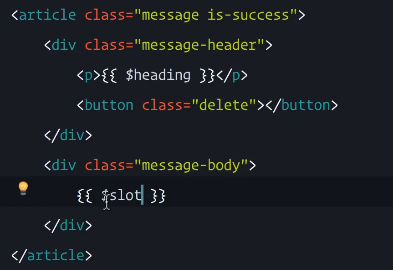 <article class="message is-success">
<div class="message-header">
<p>{{ $heading }}</p>
<button class="delete"></button>
</div>
<div class="message-body">
{{ $slot }}
</div>
</article>